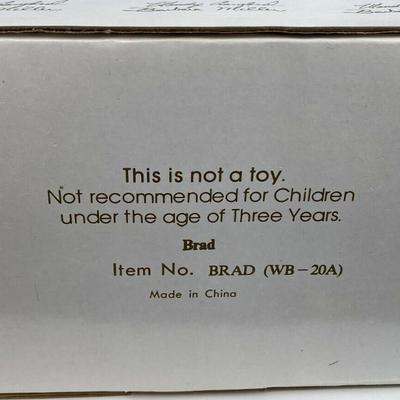 This is not a toy.
Not recommended for Children
under the age of Three Years.
Brad
Item No. BRAD (WB-20A)
Made in China